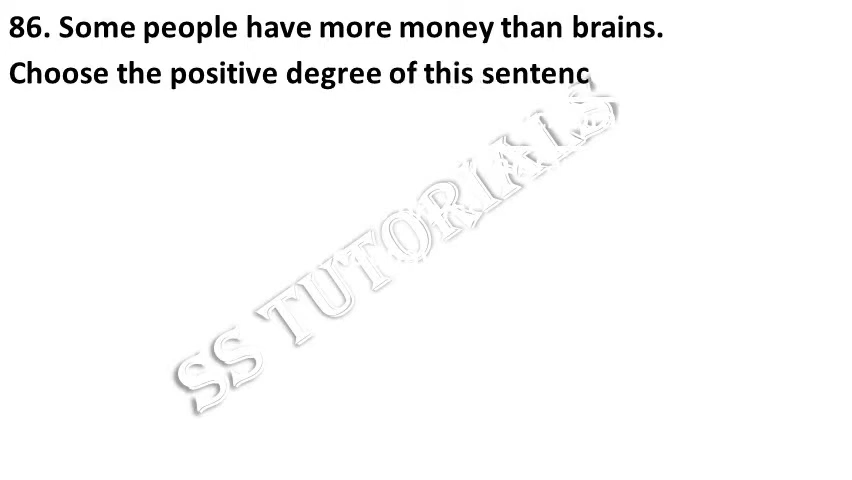 86. Some people have more money than brains.
Choose the positive degree of this sentenc
SS TUTORIALS